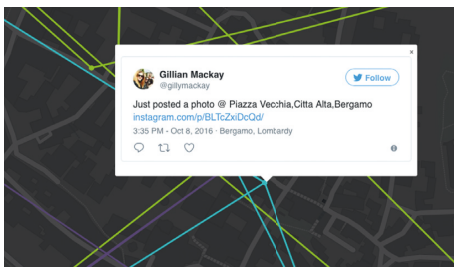 Gillian Mackay
@gillymackay
Follow
Just posted a photo @ Piazza Vecchia,Citta Alta,Bergamo
instagram.com/p/BLTcZxiDcQd/
3:35 PM - Oct 8, 2016 · Bergamo, Lombardy